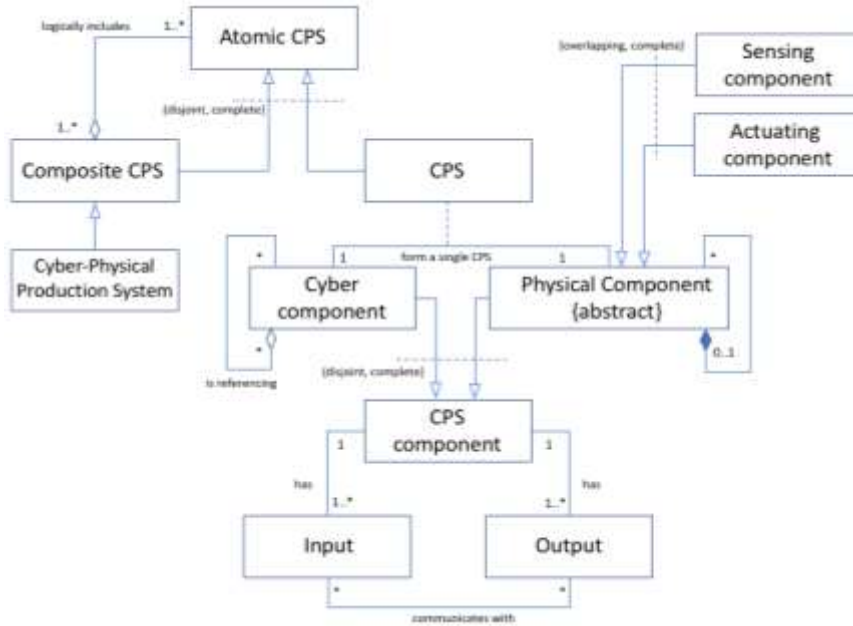 logically includes
1..*
Atomic CPS
{overlapping, complete}
Sensing
component
{disjoint, complete}
1..*
Actuating
component
Composite CPS
CPS
Cyber-Physical
Production System
*
1
form a single CPS
1
*
Cyber
component
Physical Component
{abstract}
*
0..1
is referencing
{disjoint, complete}
CPS
component
1
1
has
has
1..*
1..*
Input
Output
*
*
communicates with